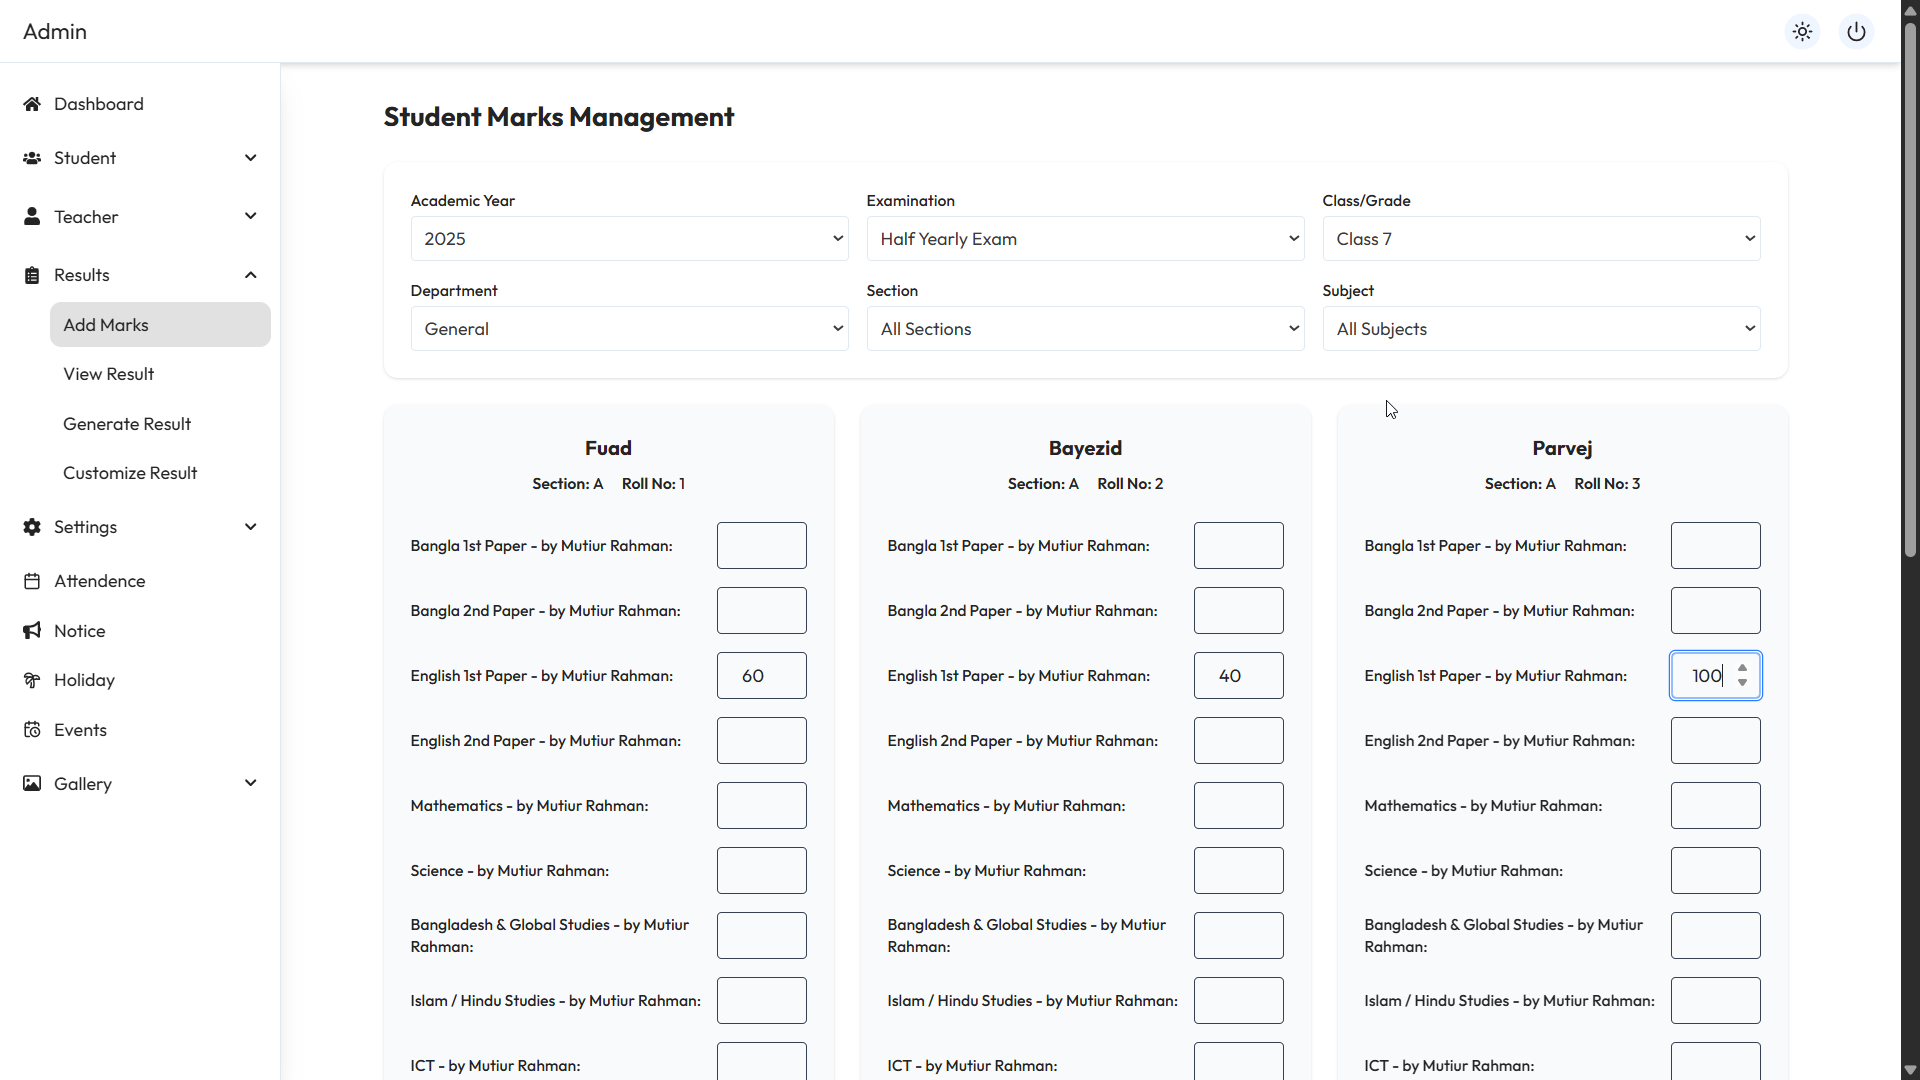 Admin
Dashboard
Student
Teacher
Results
Add Marks
View Result
Generate Result
Customize Result
Settings
Attendence
Notice
Holiday
Events
Gallery
Student Marks Management
Academic Year
2025
Examination
Half Yearly Exam
Class/Grade
Class 7
Department
General
Section
All Sections
Subject
All Subjects
Fuad
Section: A Roll No: 1
Bangla 1st Paper - by Mutiur Rahman:
Bangla 2nd Paper - by Mutiur Rahman:
English 1st Paper - by Mutiur Rahman: 60
English 2nd Paper - by Mutiur Rahman:
Mathematics - by Mutiur Rahman:
Science - by Mutiur Rahman:
Bangladesh & Global Studies - by Mutiur
Rahman:
Islam / Hindu Studies - by Mutiur Rahman:
ICT - by Mutiur Rahman:
Bayezid
Section: A Roll No: 2
Bangla 1st Paper - by Mutiur Rahman:
Bangla 2nd Paper - by Mutiur Rahman:
English 1st Paper - by Mutiur Rahman: 40
English 2nd Paper - by Mutiur Rahman:
Mathematics - by Mutiur Rahman:
Science - by Mutiur Rahman:
Bangladesh & Global Studies - by Mutiur
Rahman:
Islam / Hindu Studies - by Mutiur Rahman:
ICT - by Mutiur Rahman:
Parvej
Section: A Roll No: 3
Bangla 1st Paper - by Mutiur Rahman:
Bangla 2nd Paper - by Mutiur Rahman:
English 1st Paper - by Mutiur Rahman: 100
English 2nd Paper - by Mutiur Rahman:
Mathematics - by Mutiur Rahman:
Science - by Mutiur Rahman:
Bangladesh & Global Studies - by Mutiur
Rahman:
Islam / Hindu Studies - by Mutiur Rahman:
ICT - by Mutiur Rahman: